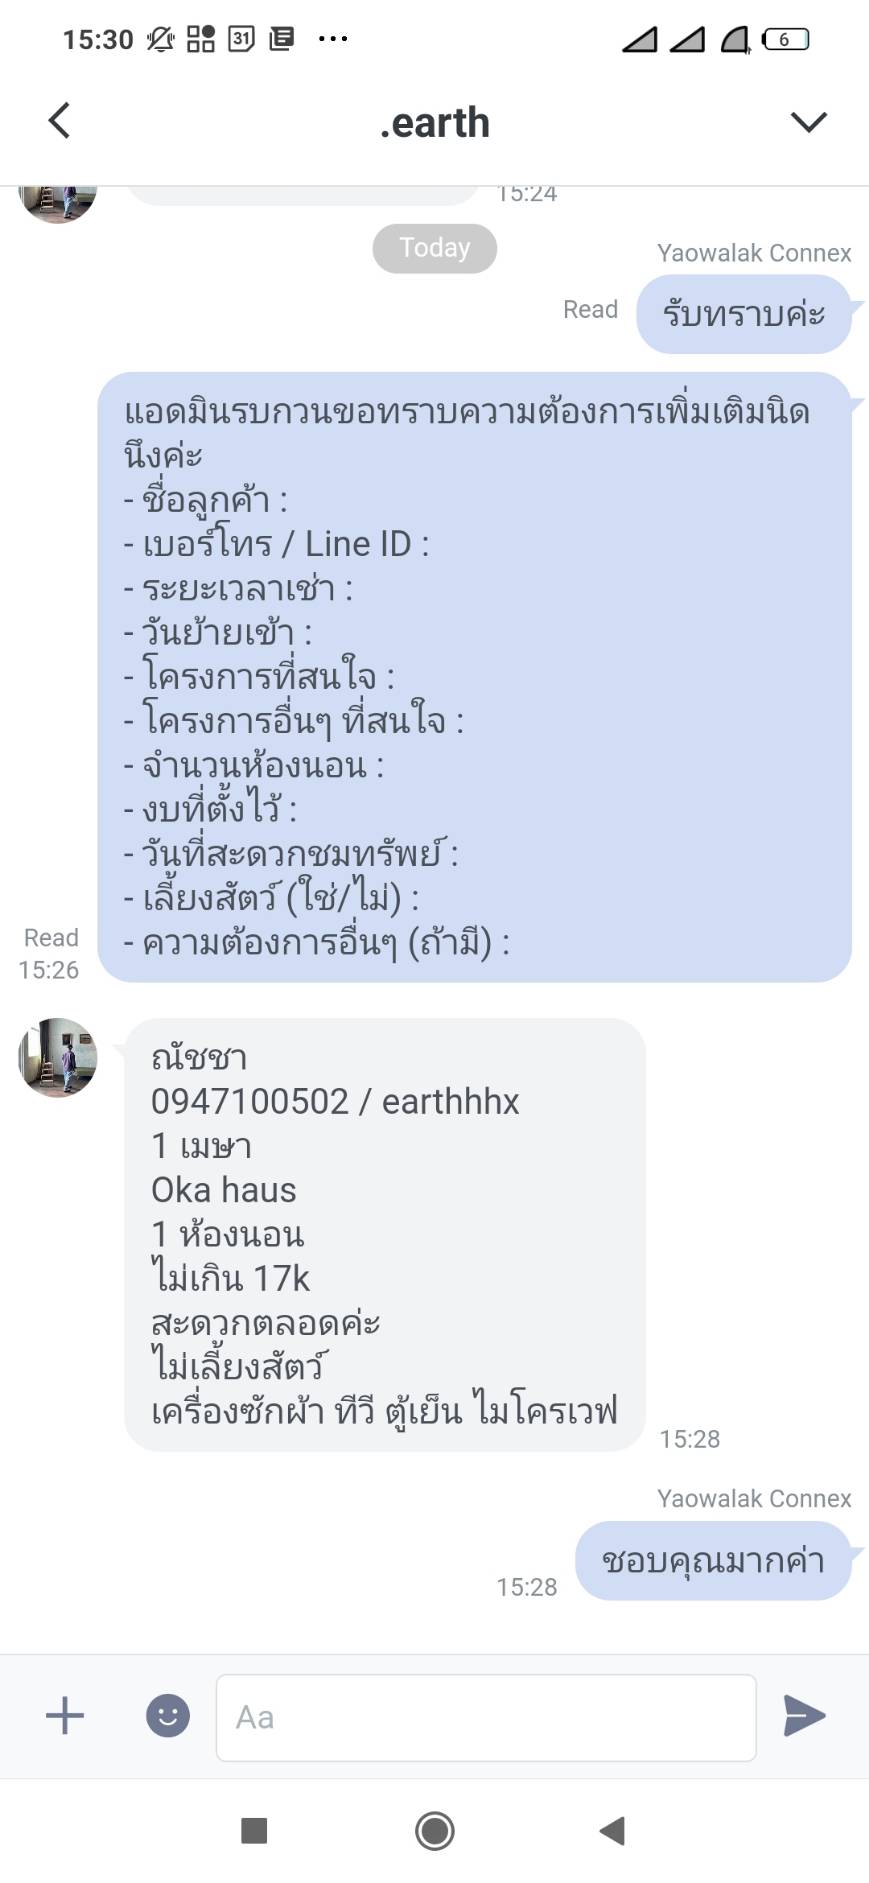 15:30
31
6
.earth
15:24
Today
Yaowalak Connex
Read
รับทราบค่ะ
แอดมินรบกวนขอทราบความต้องการเพิ่มเติมนิด
นึงค่ะ
- ชื่อลูกค้า :
- เบอร์โทร / Line ID :
- ระยะเวลาเช่า :
- วันย้ายเข้า :
- โครงการที่สนใจ :
- โครงการอื่นๆ ที่สนใจ :
- จำนวนห้องนอน :
- งบที่ตั้งไว้ :
- วันที่สะดวกชมทรัพย์ :
- เลี้ยงสัตว์ (ใช่/ไม่) :
- ความต้องการอื่นๆ (ถ้ามี) :
Read
15:26
ณัชชา
0947100502 / earthhhx
1 เมษา
Oka haus
1 ห้องนอน
ไม่เกิน 17k
สะดวกตลอดค่ะ
ไม่เลี้ยงสัตว์
เครื่องซักผ้า ทีวี ตู้เย็น ไมโครเวฟ
15:28
Yaowalak Connex
ชอบคุณมากค่า
15:28
Aa